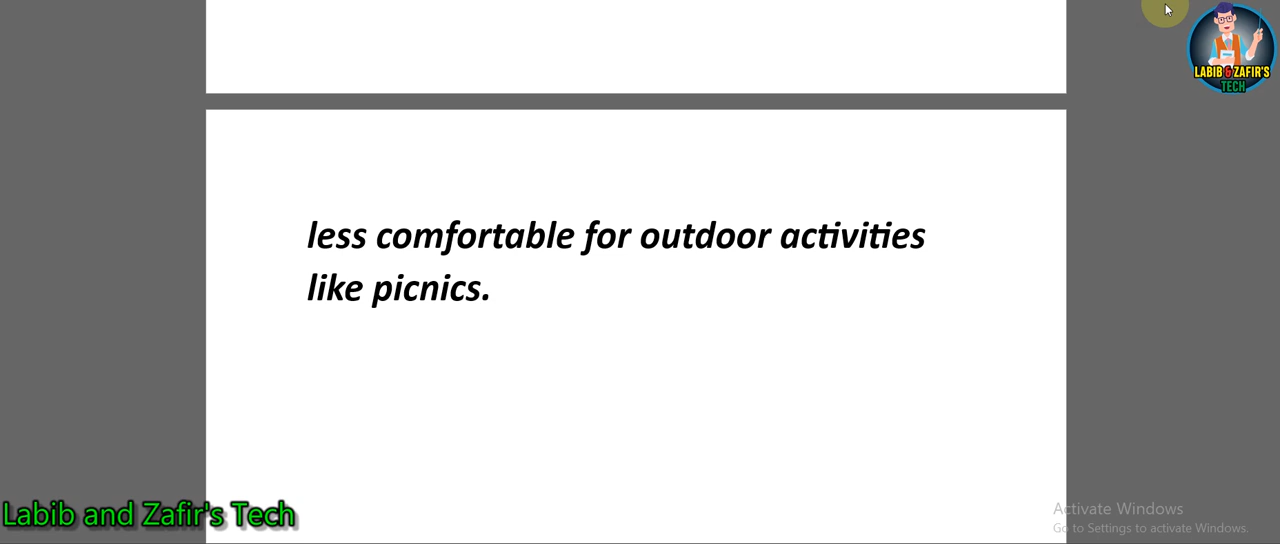 LABIB & ZAFIR'S
TECH
less comfortable for outdoor activities
like picnics.
Labib and Zafir's Tech
Activate Windows
Go to Settings to activate Windows.